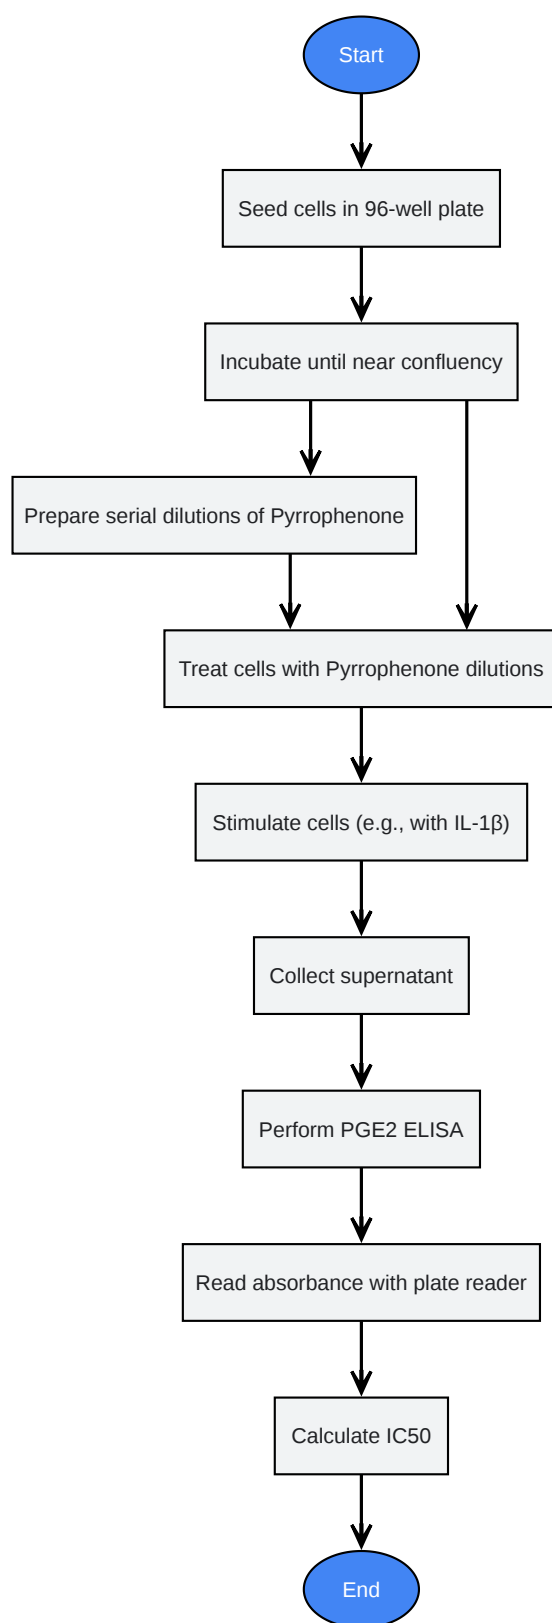 Start
Seed cells in 96-well plate
Incubate until near confluency
Prepare serial dilutions of Pyrrophenone
Treat cells with Pyrrophenone dilutions
Stimulate cells (e.g., with IL-1β)
Collect supernatant
Perform PGE2 ELISA
Read absorbance with plate reader
Calculate IC50
End